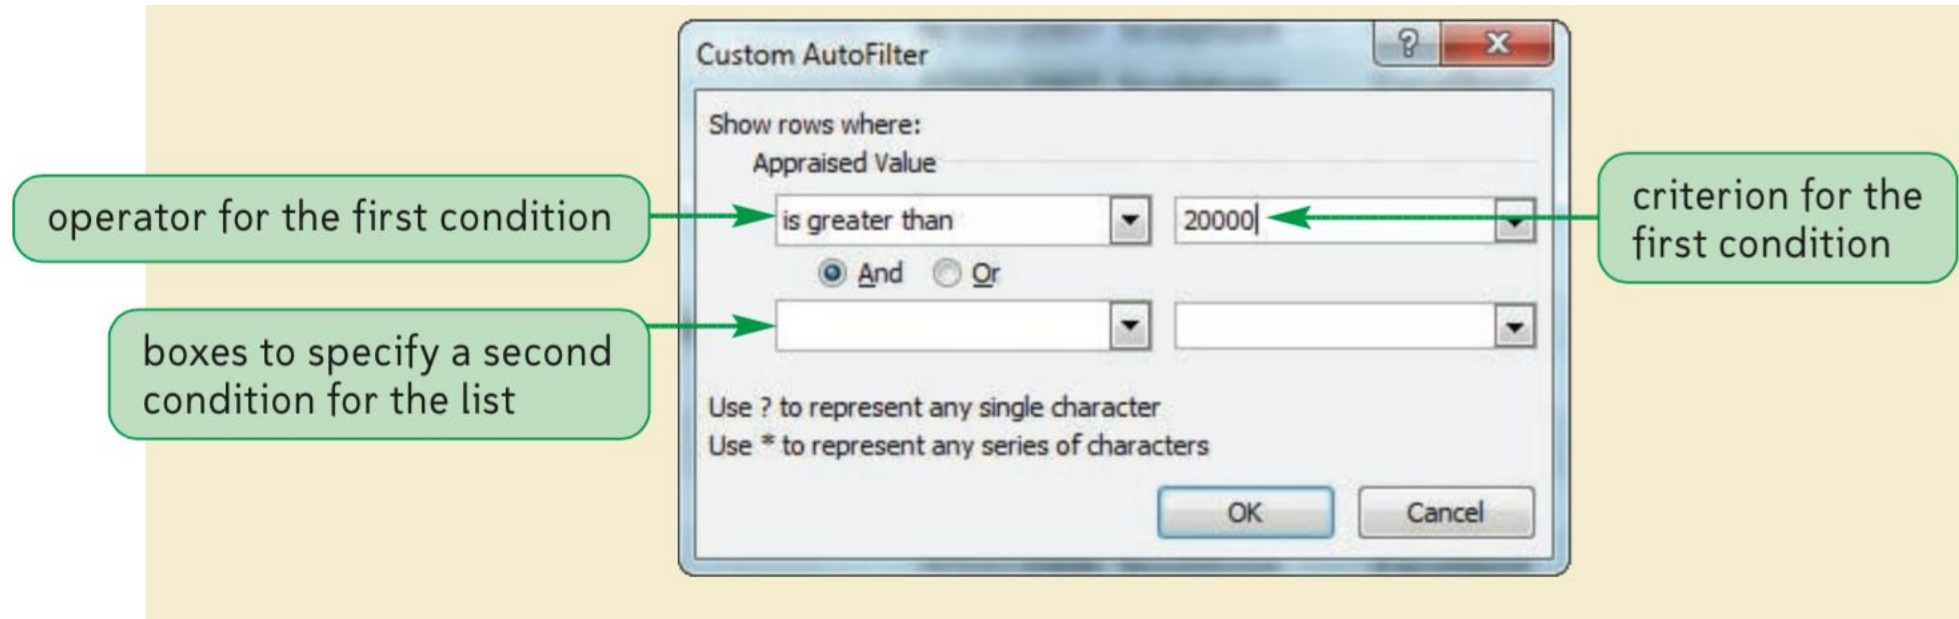 Custom AutoFilter
Show rows where:
Appraised Value
operator for the first condition
is greater than
20000
criterion for the
first condition
And Or
boxes to specify a second
condition for the list
Use ? to represent any single character
Use * to represent any series of characters
OK Cancel